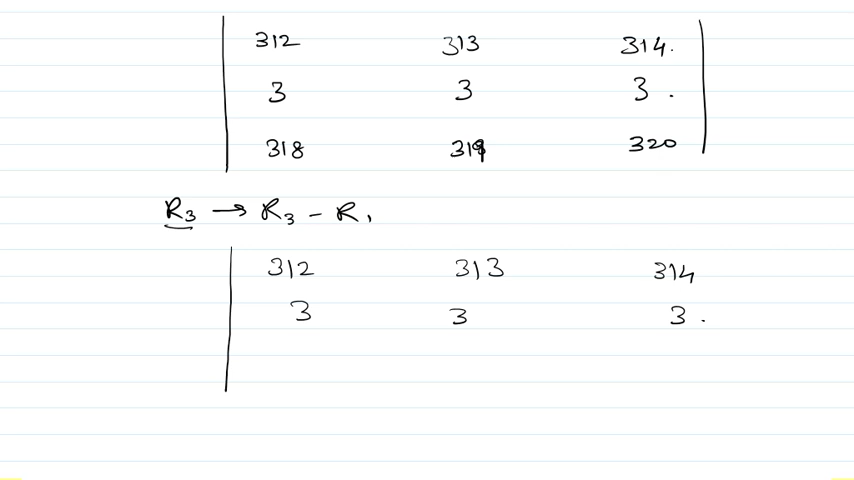 312 313 314.
3 3 3 .
318 319 320
R3 → R3 - R1
312 313 314
3 3 3 .